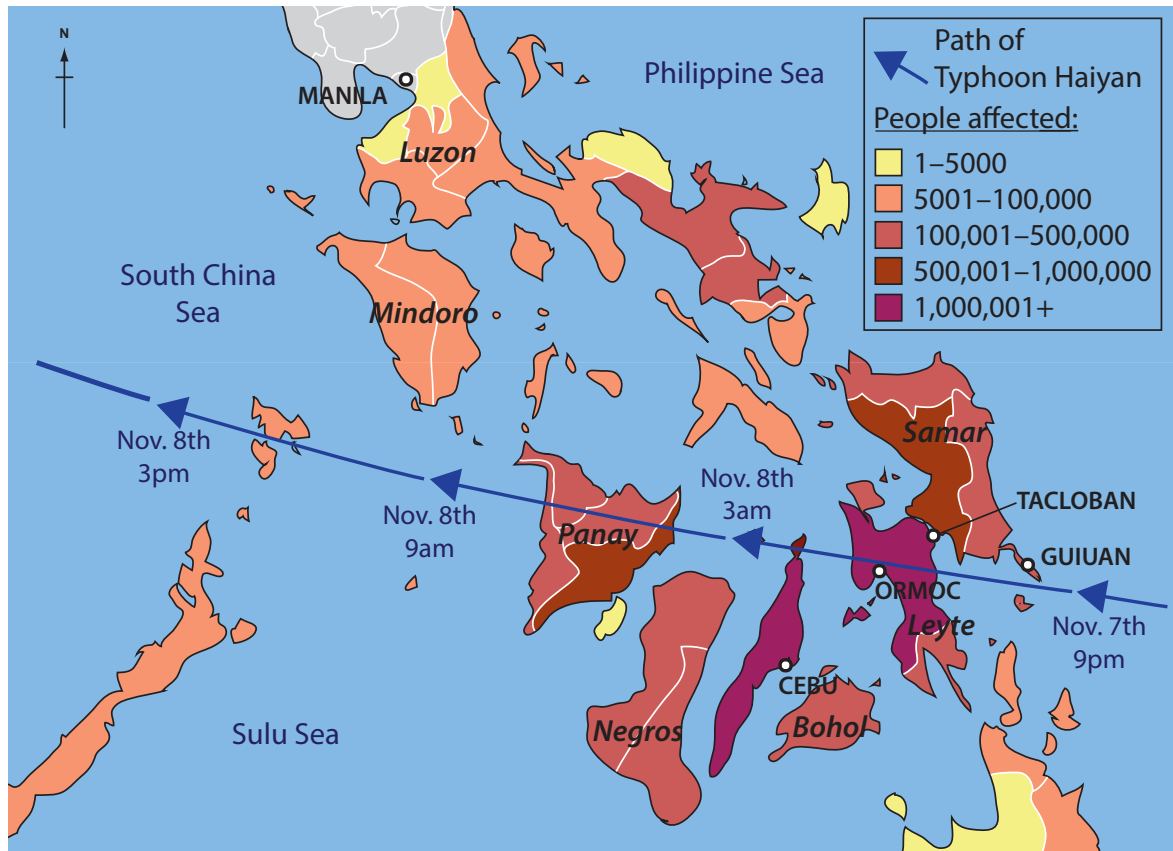 N
MANILA
Luzon
Philippine Sea
Path of
Typhoon Haiyan
People affected:
1–5000
5001–100,000
100,001–500,000
500,001–1,000,000
1,000,001+
South China
Sea
Mindoro
Nov. 8th
3pm
Nov. 8th
9am
Panay
Nov. 8th
3am
Samar
TACLOBAN
GUIUAN
ORMOC
Leyte
Nov. 7th
9pm
CEBU
Negros
Bohol
Sulu Sea